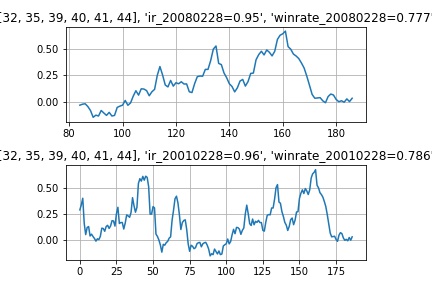 [32, 35, 39, 40, 41, 44], 'ir_20080228=0.95', 'winrate_20080228=0.777'
0.50
0.25
0.00
80 100 120 140 160 180
[32, 35, 39, 40, 41, 44], 'ir_20010228=0.96', 'winrate_20010228=0.786'
0.50
0.25
0.00
0 25 50 75 100 125 150 175